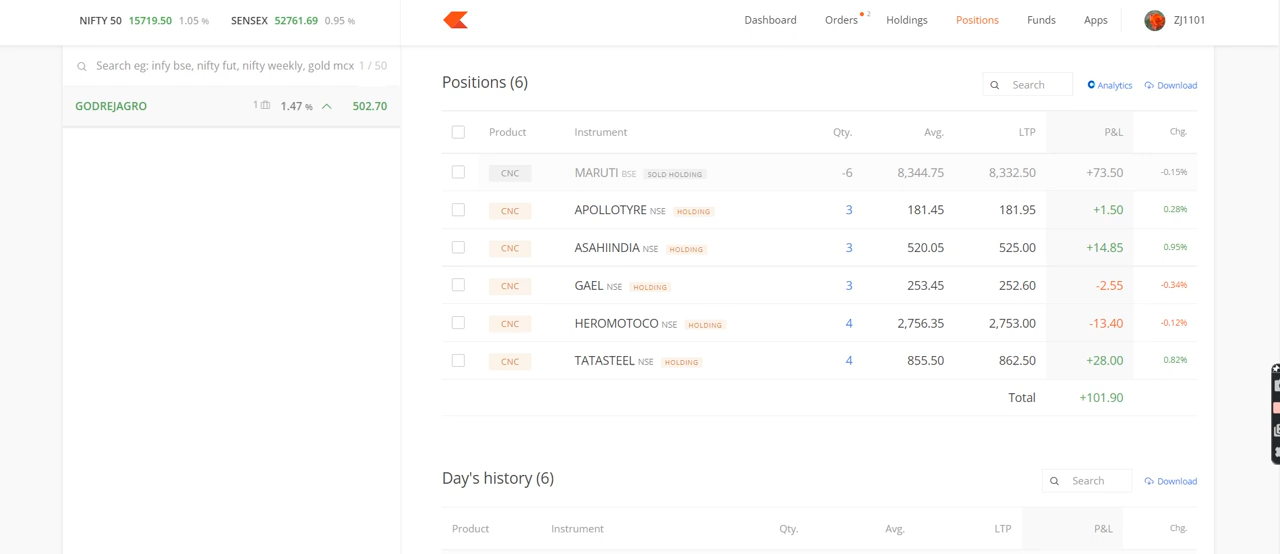 NIFTY 50 15719.50 1.05 % SENSEX 52761.69 0.95 %
Dashboard Orders 2 Holdings Positions Funds Apps ZJ1101
Search eg: infy bse, nifty fut, nifty weekly, gold mcx 1 / 50
GODREJAGRO 1 1.47 % 502.70
Positions (6) Search Analytics Download
Product Instrument Qty. Avg. LTP P&L Chg.
CNC MARUTI BSE SOLD HOLDING -6 8,344.75 8,332.50 +73.50 -0.15%
CNC APOLLOTYRE NSE HOLDING 3 181.45 181.95 +1.50 0.28%
CNC ASAHIINDIA NSE HOLDING 3 520.05 525.00 +14.85 0.95%
CNC GAEL NSE HOLDING 3 253.45 252.60 -2.55 -0.34%
CNC HEROMOTOCO NSE HOLDING 4 2,756.35 2,753.00 -13.40 -0.12%
CNC TATASTEEL NSE HOLDING 4 855.50 862.50 +28.00 0.82%
Total +101.90
Day's history (6) Search Download
Product Instrument Qty. Avg. LTP P&L Chg.